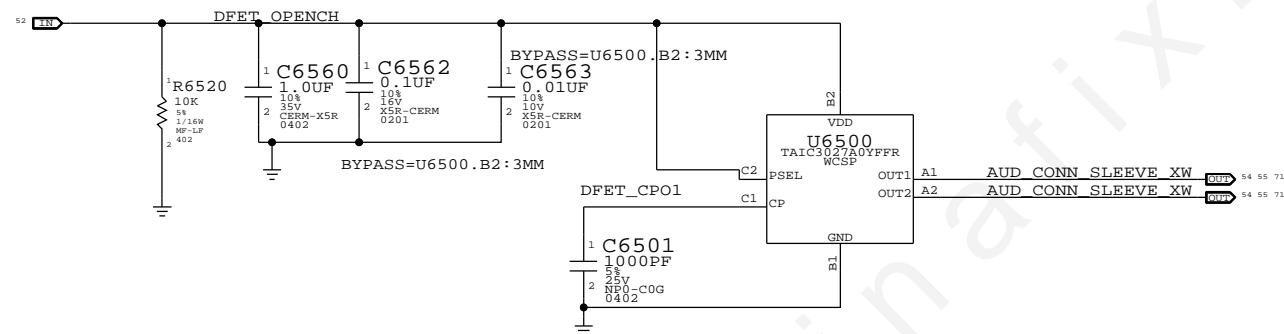 52 IN
DFET_OPENCH
BYPASS=U6500.B2:3MM
1
R6520
10K
5%
1/16W
MF-LF
402
2
1
C6560
1.0UF
10%
35V
CERM-X5R
0402
2
1
C6562
0.1UF
10%
16V
X5R-CERM
0201
2
1
C6563
0.01UF
10%
10V
X5R-CERM
0201
2
BYPASS=U6500.B2:3MM
B2
VDD
U6500
TAIC3027A0YFFR
WCSP
C2
PSEL
OUT1
A1
AUD_CONN_SLEEVE_XW
OUT
54 55 71
DFET_CPO1
C1
CP
OUT2
A2
AUD_CONN_SLEEVE_XW
OUT
54 55 71
GND
B1
1
C6501
1000PF
5%
25V
NP0-C0G
0402
2
inafix